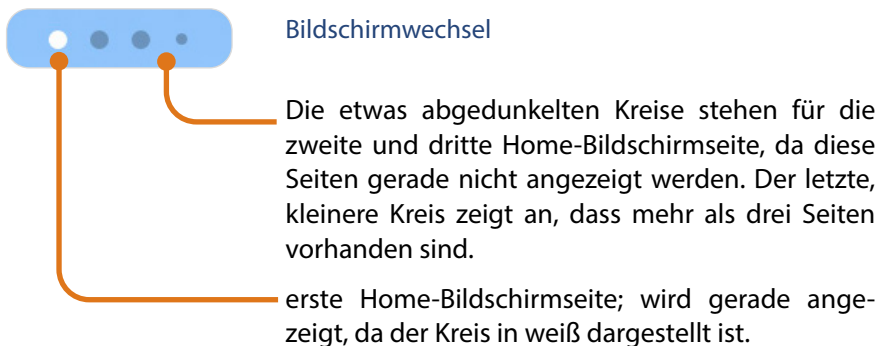 Bildschirmwechsel
Die etwas abgedunkelten Kreise stehen für die
zweite und dritte Home-Bildschirmseite, da diese
Seiten gerade nicht angezeigt werden. Der letzte,
kleinere Kreis zeigt an, dass mehr als drei Seiten
vorhanden sind.
erste Home-Bildschirmseite; wird gerade ange-
zeigt, da der Kreis in weiß dargestellt ist.